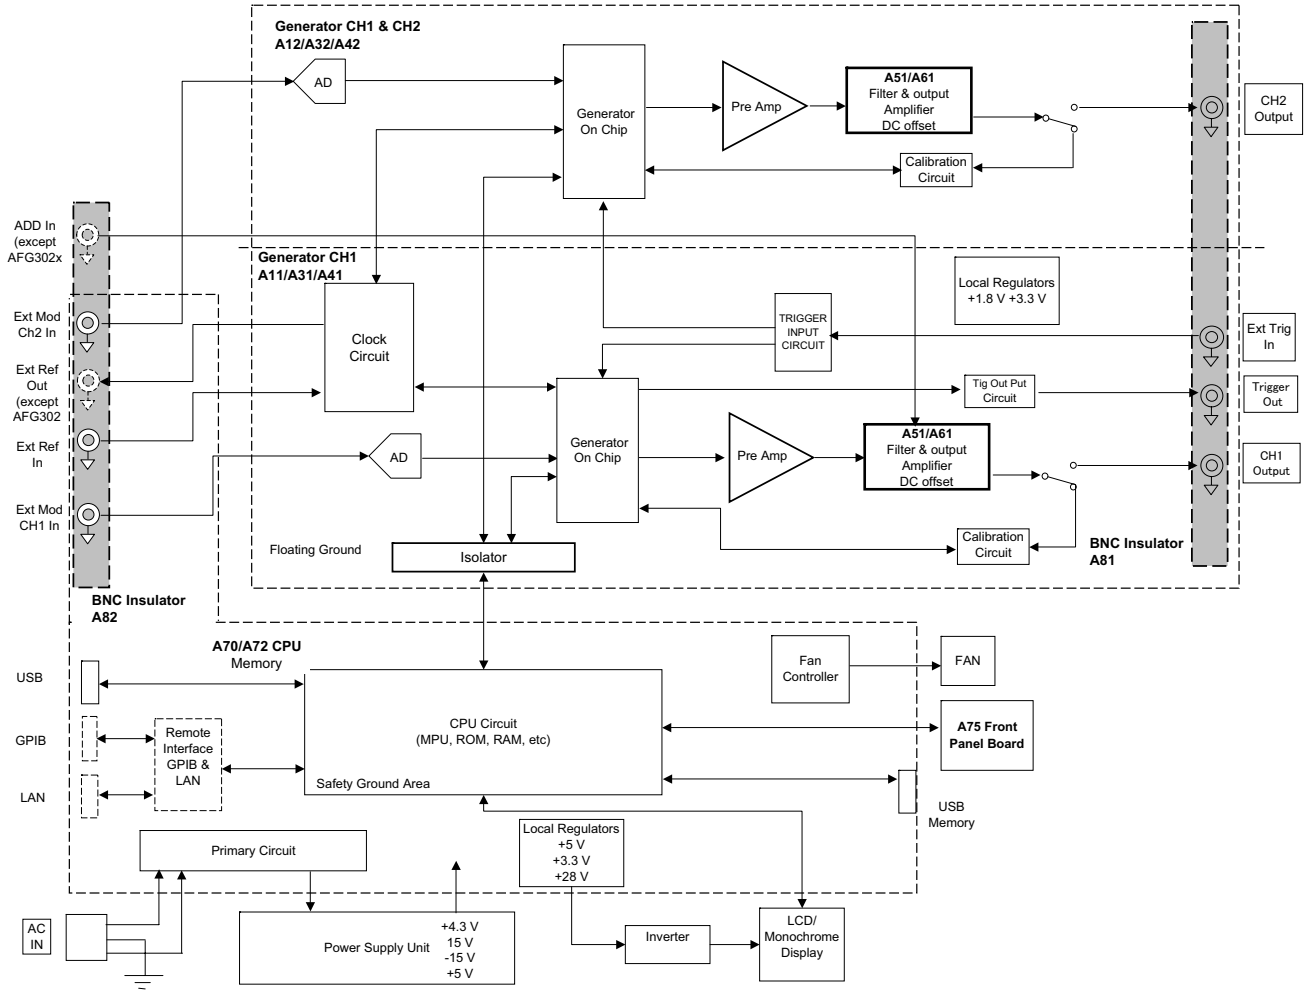 Generator CH1 & CH2
A12/A32/A42
AD
Generator
On Chip
Pre Amp
A51/A61
Filter & output
Amplifier
DC offset
Calibration
Circuit
CH2
Output
ADD In
(except
AFG302x
Generator CH1
A11/A31/A41
Local Regulators
+1.8 V +3.3 V
Ext Mod
Ch2 In
Clock
Circuit
TRIGGER
INPUT
CIRCUIT
Ext Trig
In
Ext Ref
Out
(except
AFG302
Tig Out Put
Circuit
Trigger
Out
Ext Ref
In
AD
Generator
On Chip
Pre Amp
A51/A61
Filter & output
Amplifier
DC offset
CH1
Output
Ext Mod
CH1 In
Floating Ground
Isolator
Calibration
Circuit
BNC Insulator
A81
BNC Insulator
A82
A70/A72 CPU
Memory
USB
Fan
Controller
FAN
GPIB
Remote
Interface
GPIB &
LAN
CPU Circuit
(MPU, ROM, RAM, etc)
A75 Front
Panel Board
LAN
Safety Ground Area
USB
Memory
Primary Circuit
Local Regulators
+5 V
+3.3 V
+28 V
AC
IN
Power Supply Unit
+4.3 V
15 V
-15 V
+5 V
Inverter
LCD/
Monochrome
Display